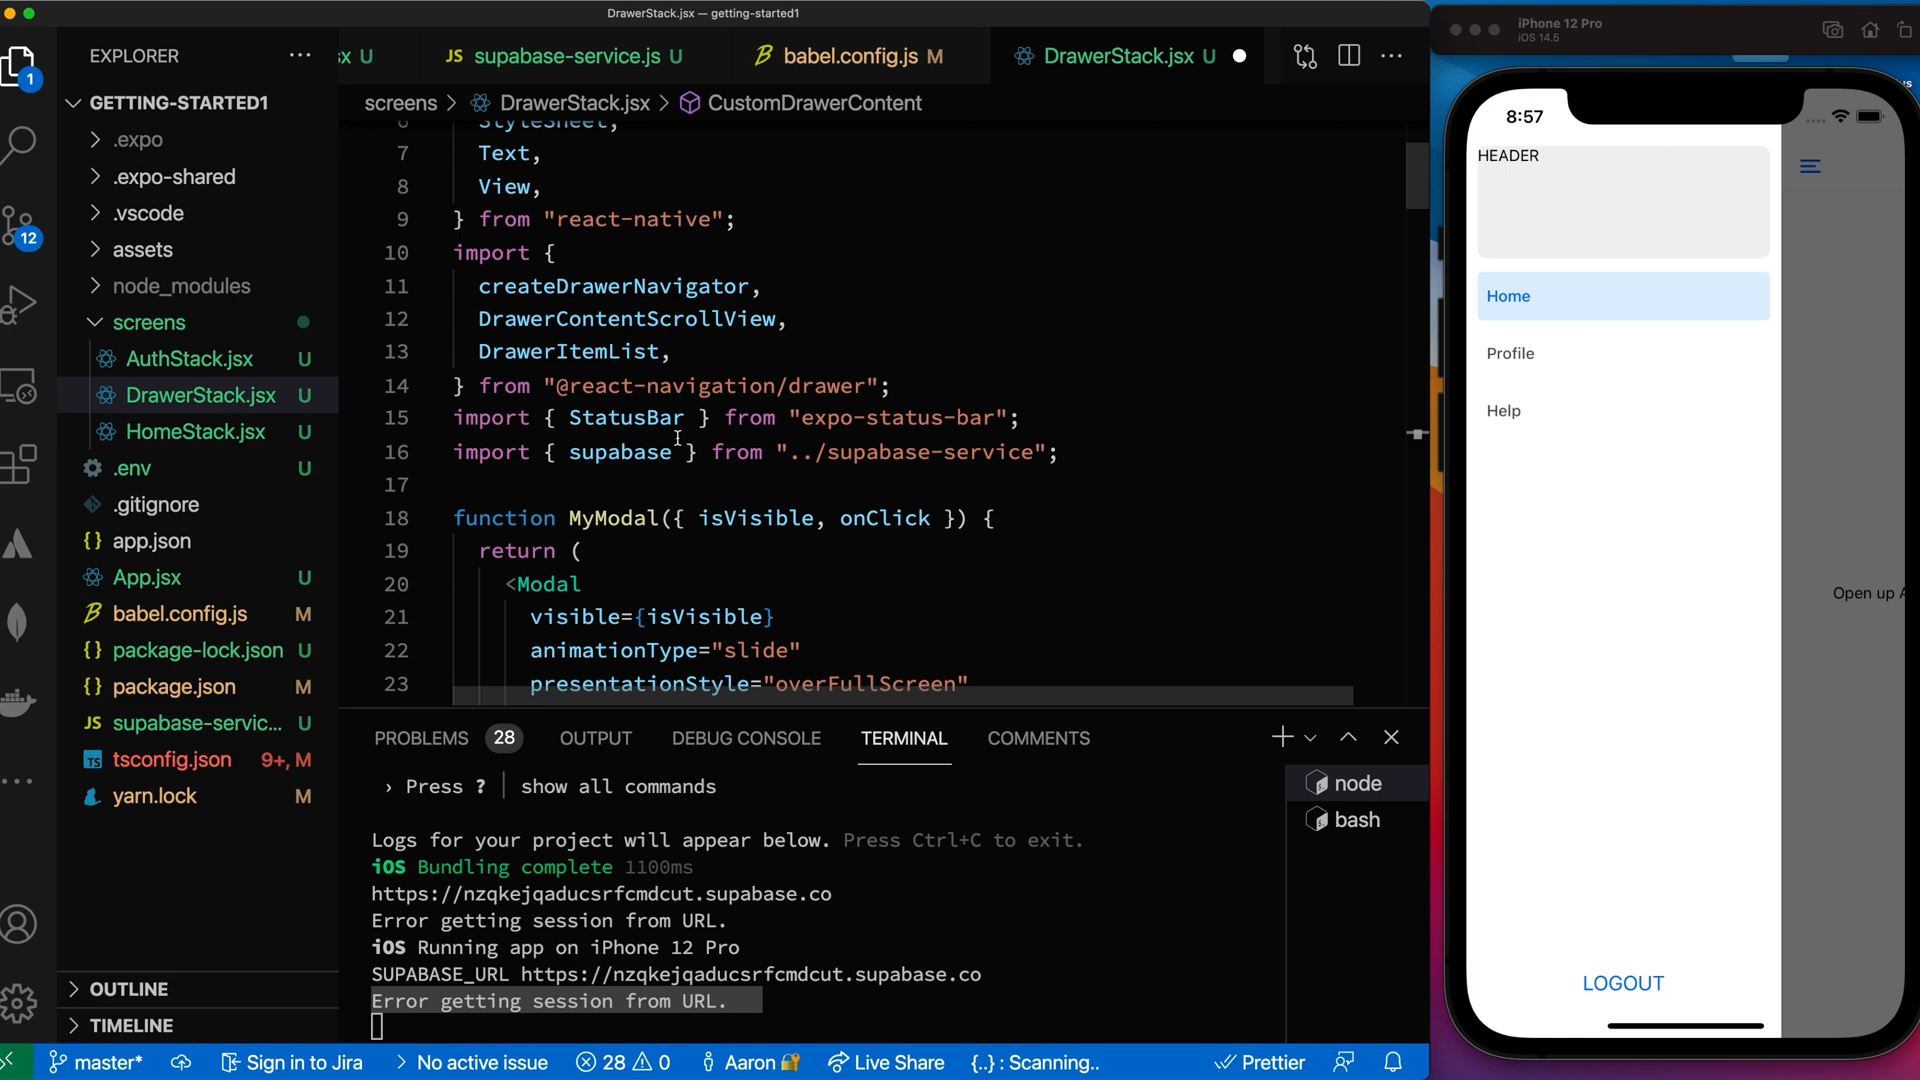 DrawerStack.jsx — getting-started1
EXPLORER
sx U
JS supabase-service.js U
babel.config.js M
DrawerStack.jsx U
screens > DrawerStack.jsx > CustomDrawerContent
GETTING-STARTED1
.expo
.expo-shared
.vscode
assets
node_modules
screens
AuthStack.jsx U
DrawerStack.jsx U
HomeStack.jsx U
.env U
.gitignore
{} app.json
App.jsx U
babel.config.js M
{} package-lock.json U
{} package.json M
JS supabase-servic... U
TS tsconfig.json 9+, M
yarn.lock M
OUTLINE
TIMELINE
1
12
6 StyleSheet,
7 Text,
8 View,
9 } from "react-native";
10 import {
11 createDrawerNavigator,
12 DrawerContentScrollView,
13 DrawerItemList,
14 } from "@react-navigation/drawer";
15 import { StatusBar } from "expo-status-bar";
16 import { supabase } from "../supabase-service";
17
18 function MyModal({ isVisible, onClick }) {
19 return (
20 <Modal
21 visible={isVisible}
22 animationType="slide"
23 presentationStyle="overFullScreen"
PROBLEMS 28 OUTPUT DEBUG CONSOLE TERMINAL COMMENTS
› Press ? │ show all commands
Logs for your project will appear below. Press Ctrl+C to exit.
iOS Bundling complete 1100ms
https://nzqkejqaducsrfcmdcut.supabase.co
Error getting session from URL.
iOS Running app on iPhone 12 Pro
SUPABASE_URL https://nzqkejqaducsrfcmdcut.supabase.co
Error getting session from URL.
node
bash
master* Sign in to Jira > No active issue 28 0 Aaron Live Share {..} : Scanning.. Prettier
iPhone 12 Pro
iOS 14.5
us
8:57
HEADER
Home
Profile
Help
Open up A
LOGOUT